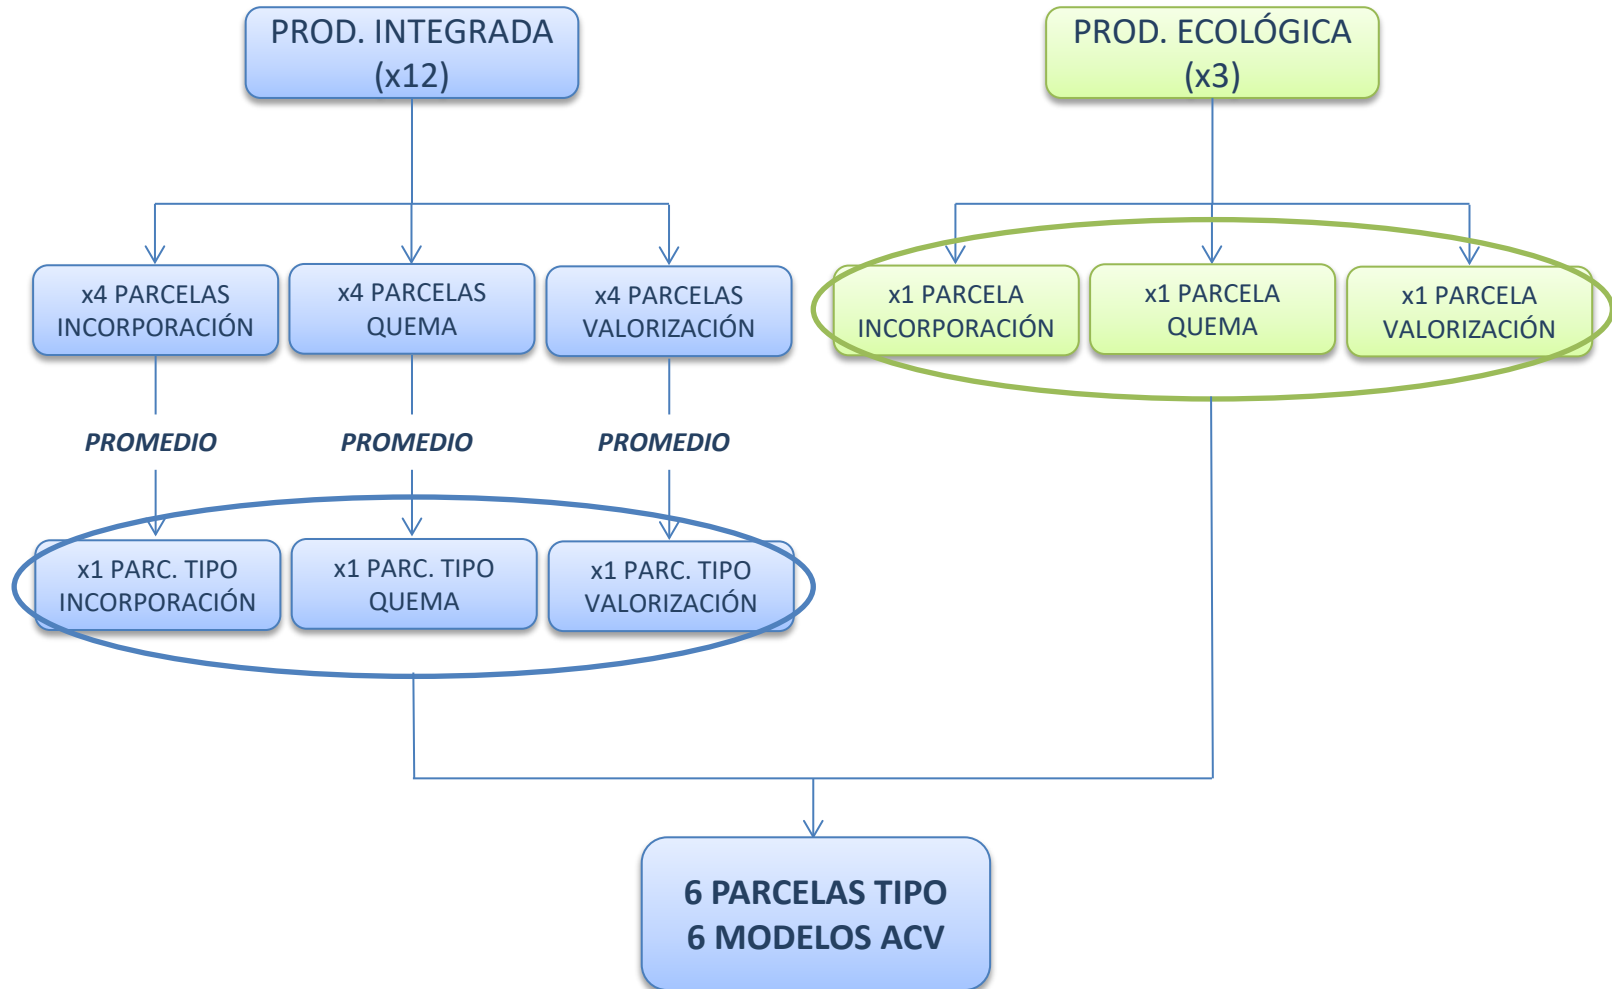 PROD. INTEGRADA
(x12)
PROD. ECOLÓGICA
(x3)
x4 PARCELAS
INCORPORACIÓN
x4 PARCELAS
QUEMA
x4 PARCELAS
VALORIZACIÓN
x1 PARCELA
INCORPORACIÓN
x1 PARCELA
QUEMA
x1 PARCELA
VALORIZACIÓN
PROMEDIO
PROMEDIO
PROMEDIO
x1 PARC. TIPO
INCORPORACIÓN
x1 PARC. TIPO
QUEMA
x1 PARC. TIPO
VALORIZACIÓN
6 PARCELAS TIPO
6 MODELOS ACV